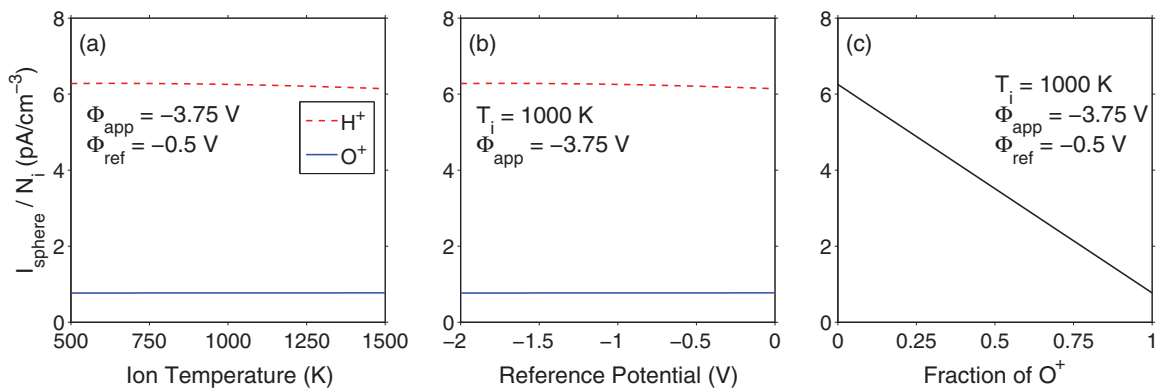 (a)
Φapp = −3.75 V
Φref = −0.5 V
H+
O+
8
6
4
2
0
500 750 1000 1250 1500
Ion Temperature (K)
Isphere / Ni (pA/cm−3)
(b)
Ti = 1000 K
Φapp = −3.75 V
8
6
4
2
0
−2 −1.5 −1 −0.5 0
Reference Potential (V)
(c)
Ti = 1000 K
Φapp = −3.75 V
Φref = −0.5 V
8
6
4
2
0
0 0.25 0.5 0.75 1
Fraction of O+